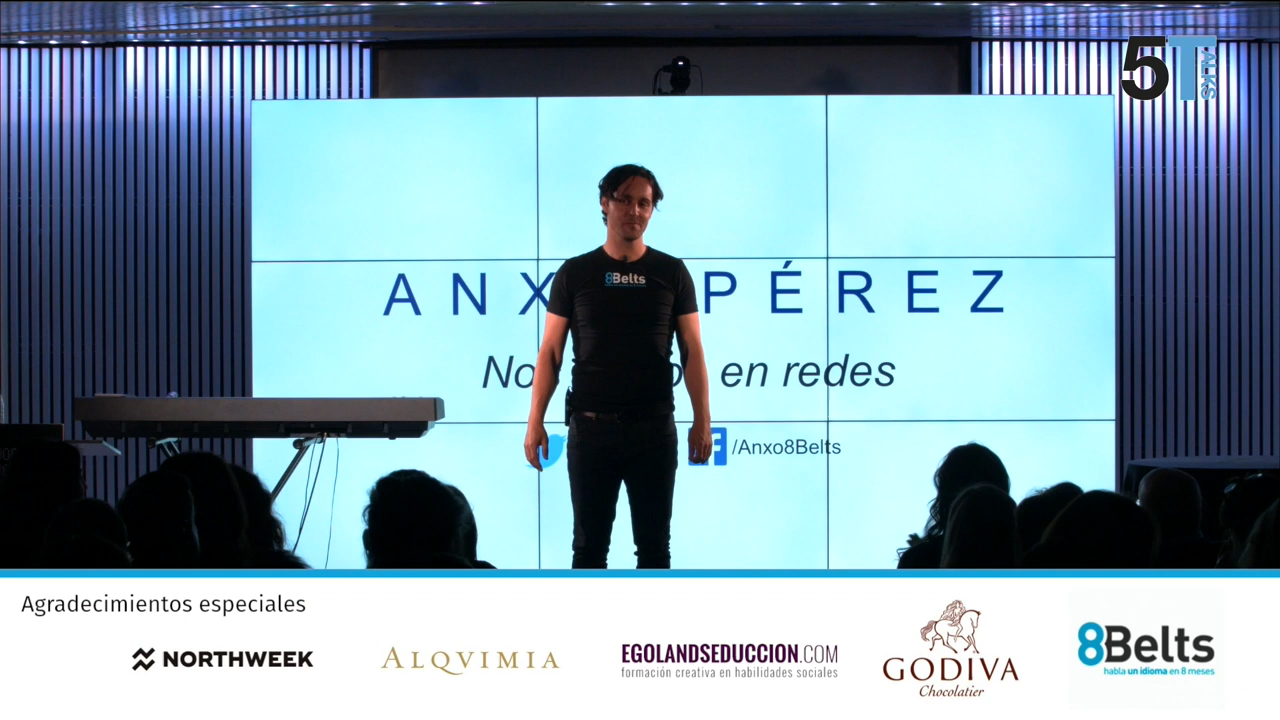 5TALKS
8Belts
ANX PÉREZ
No en redes
/Anxo8Belts
Agradecimientos especiales
NORTHWEEK
ALQVIMIA
EGOLANDSEDUCCION.COM
formación creativa en habilidades sociales
GODIVA
Chocolatier
8Belts
habla un idioma en 8 meses